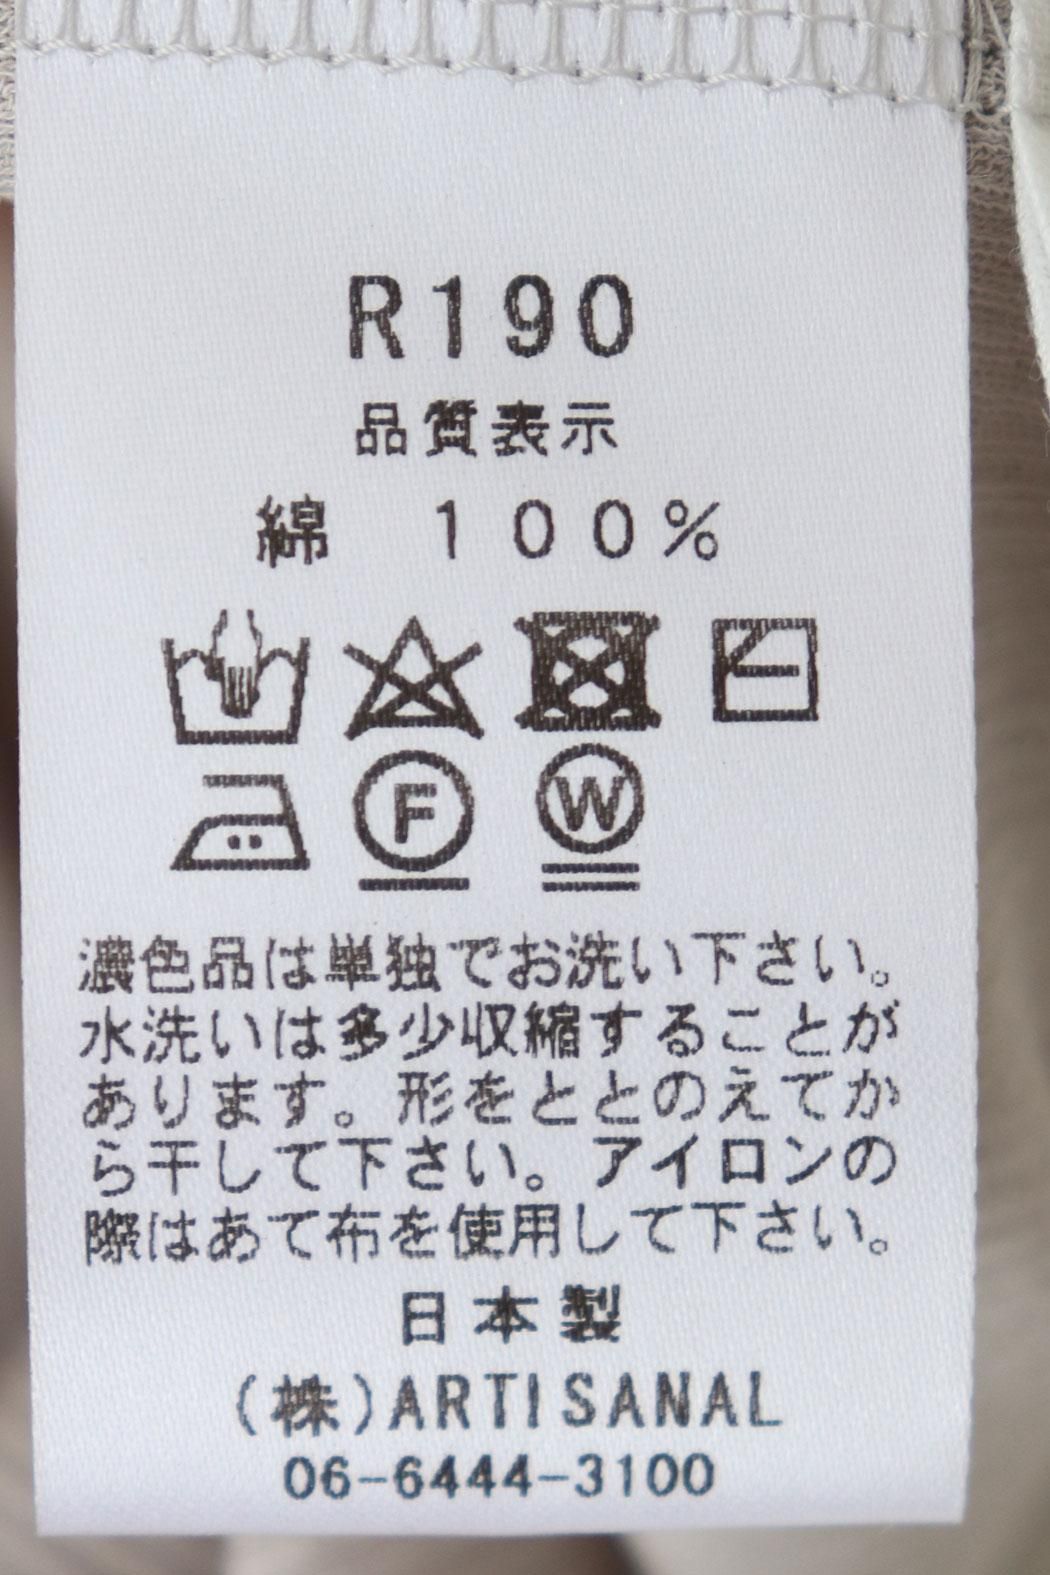 R190
品質表示
綿 100%
F W
濃色品は単独でお洗い下さい。
水洗いは多少収縮することが
あります。形をととのえてか
ら干して下さい。アイロンの
際はあて布を使用して下さい。
日本製
(株)ARTISANAL
06-6444-3100